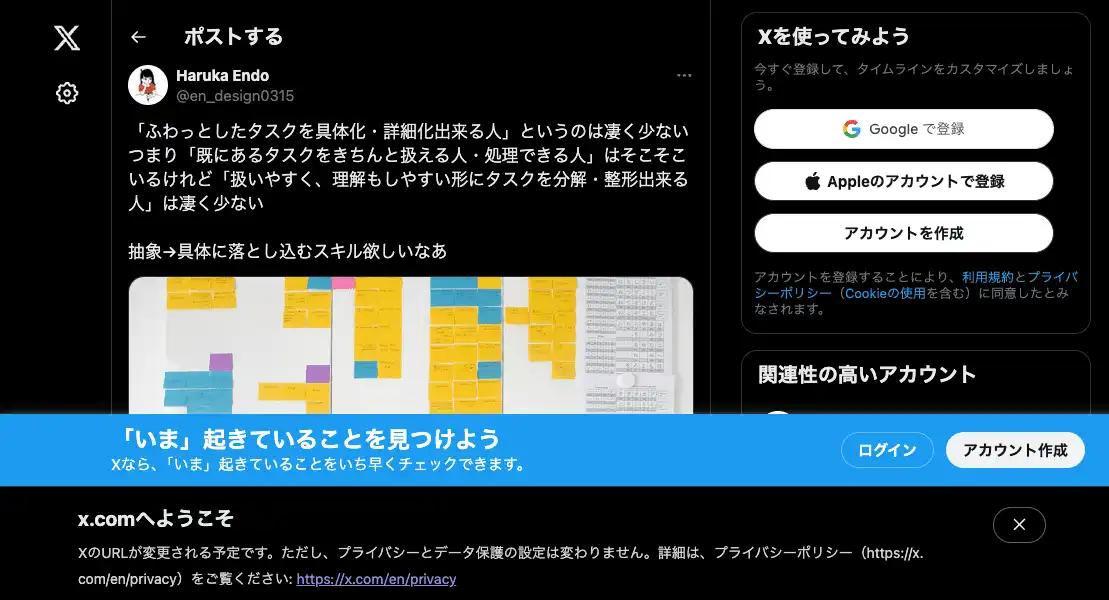 ポストする
Haruka Endo
@en_design0315
「ふわっとしたタスクを具体化・詳細化出来る人」というのは凄く少ない
つまり「既にあるタスクをきちんと扱える人・処理できる人」はそこそこ
いるけれど「扱いやすく、理解もしやすい形にタスクを分解・整形出来る
人」は凄く少ない
抽象→具体に落とし込むスキル欲しいなあ
Xを使ってみよう
今すぐ登録して、タイムラインをカスタマイズしましょ
う。
Google で登録
Appleのアカウントで登録
アカウントを作成
アカウントを登録することにより、利用規約とプライバ
シーポリシー（Cookieの使用を含む）に同意したとみ
なされます。
関連性の高いアカウント
「いま」起きていることを見つけよう
Xなら、「いま」起きていることをいち早くチェックできます。
ログイン
アカウント作成
x.comへようこそ
XのURLが変更される予定です。ただし、プライバシーとデータ保護の設定は変わりません。詳細は、プライバシーポリシー（https://x.
com/en/privacy）をご覧ください: https://x.com/en/privacy